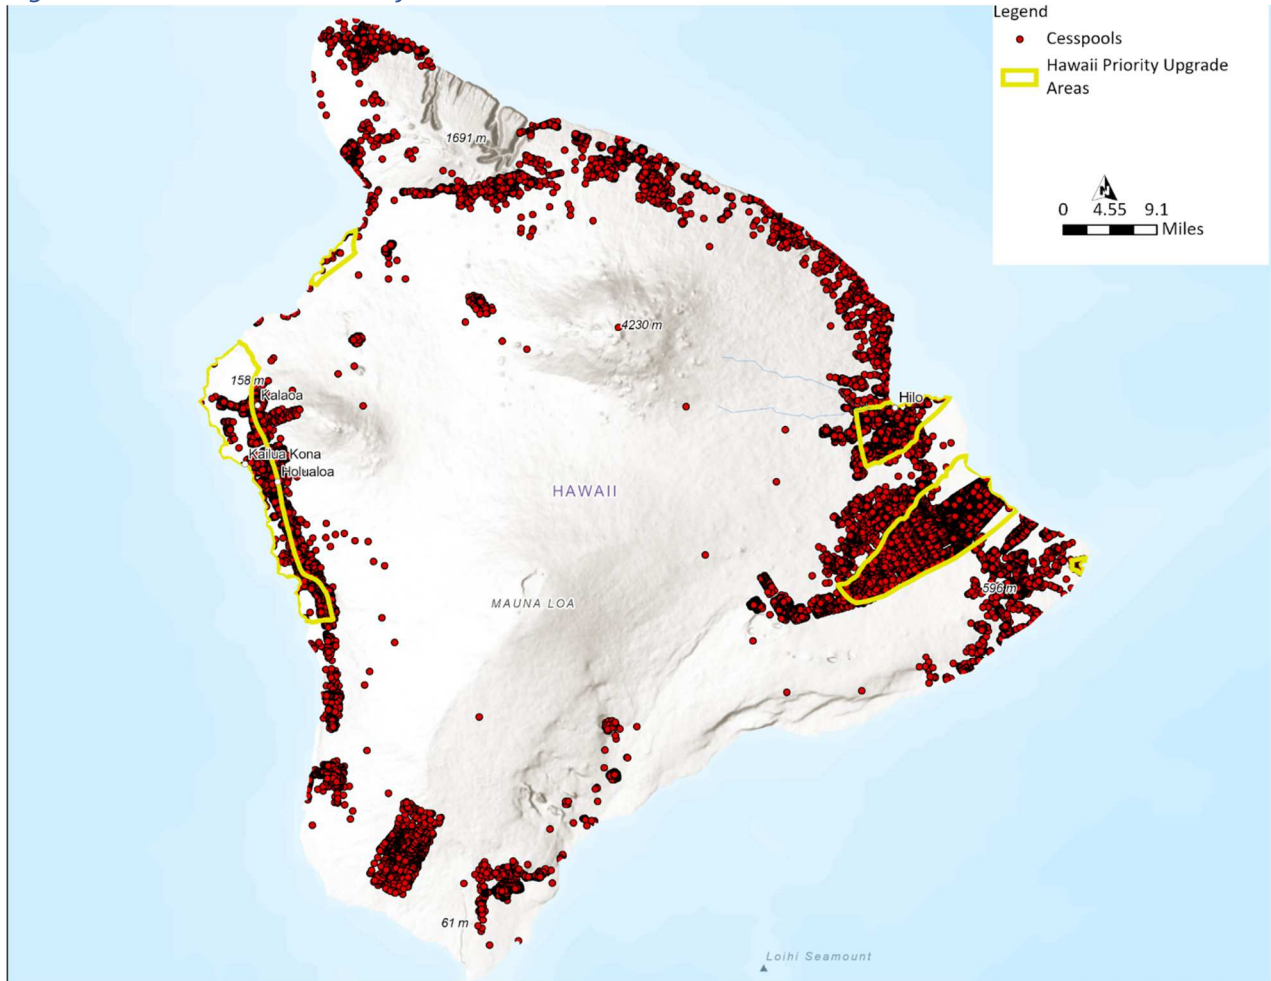 Legend
Cesspools
Hawaii Priority Upgrade
Areas
N
0 4.55 9.1
Miles
1691 m
4230 m
158 m
Kalaoa
Hilo
Kailua Kona
Holualoa
HAWAII
596 m
MAUNA LOA
61 m
Loihi Seamount